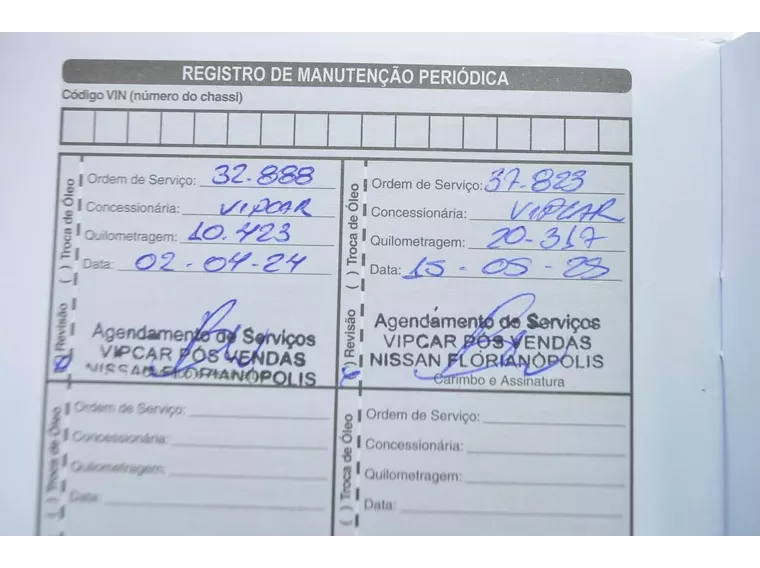 REGISTRO DE MANUTENÇÃO PERIÓDICA
Código VIN (número do chassi)
( ) Troca de Óleo
( ) Revisão
Ordem de Serviço: 32.888
Concessionária: VIPCAR
Quilometragem: 10.423
Data: 02-04-24
Agendamento de Serviços
VIPCAR PÓS VENDAS
NISSAN FLORIANÓPOLIS
( ) Troca de Óleo
( ) Revisão
Ordem de Serviço: 37.823
Concessionária: VIPCAR
Quilometragem: 20.317
Data: 15-05-25
Agendamento de Serviços
VIPCAR PÓS VENDAS
NISSAN FLORIANÓPOLIS
Carimbo e Assinatura
( ) Troca de Óleo
Ordem de Serviço:
Concessionária:
Quilometragem:
Data:
( ) Troca de Óleo
Ordem de Serviço:
Concessionária:
Quilometragem:
Data: